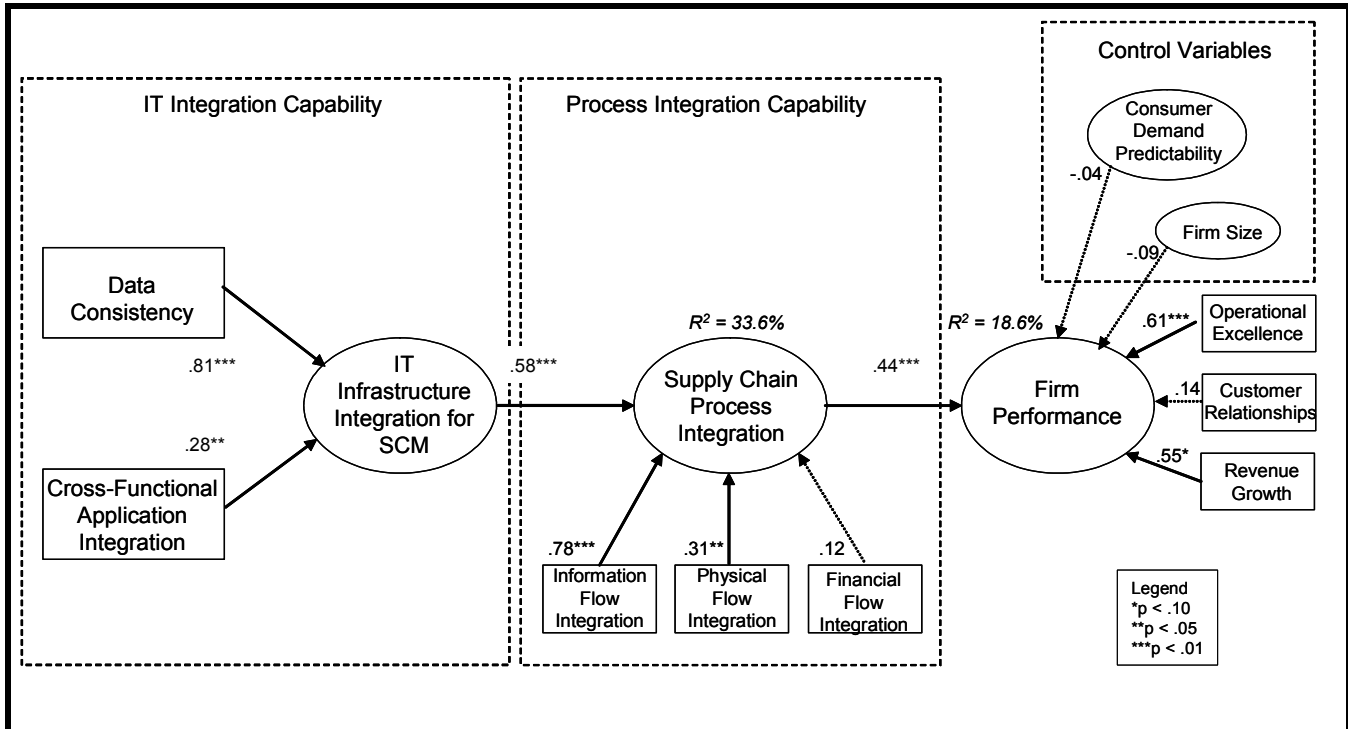 Control Variables
IT Integration Capability
Process Integration Capability
Consumer
Demand
Predictability
-.04
Firm Size
-.09
Data
Consistency
.81***
.28**
Cross-Functional
Application
Integration
IT
Infrastructure
Integration for
SCM
.58***
R² = 33.6%
Supply Chain
Process
Integration
.44***
.78***
.31**
.12
Information
Flow
Integration
Physical
Flow
Integration
Financial
Flow
Integration
R² = 18.6%
Firm
Performance
.61***
Operational
Excellence
.14
Customer
Relationships
.55*
Revenue
Growth
Legend
*p < .10
**p < .05
***p < .01